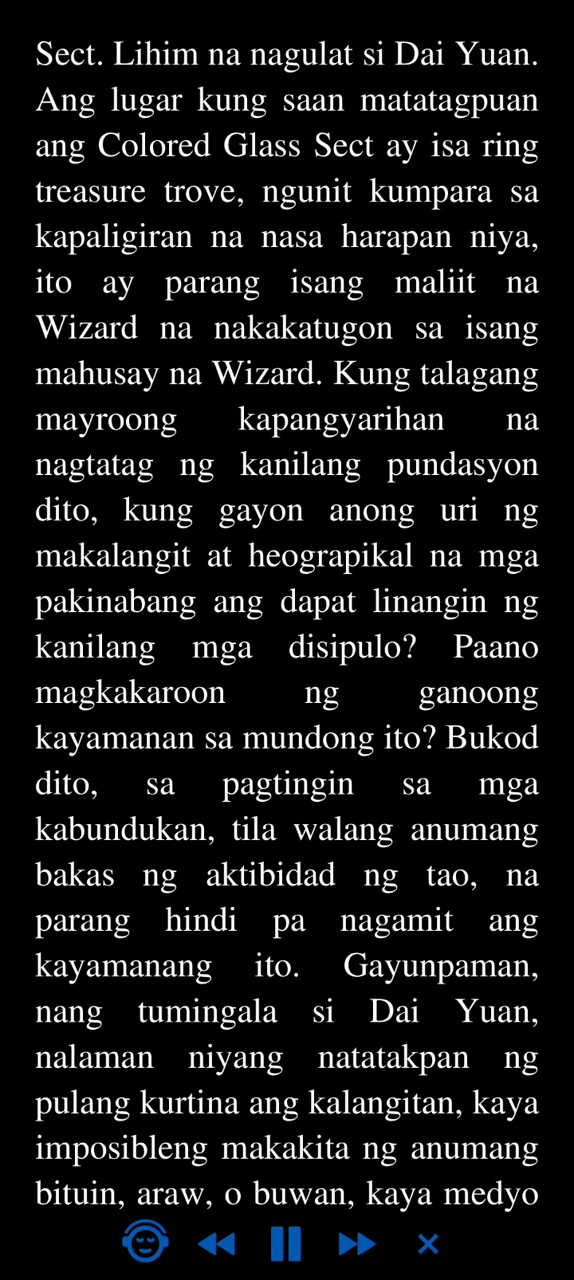 Sect. Lihim na nagulat si Dai Yuan.
Ang lugar kung saan matatagpuan
ang Colored Glass Sect ay isa ring
treasure trove, ngunit kumpara sa
kapaligiran na nasa harapan niya,
ito ay parang isang maliit na
Wizard na nakakatugon sa isang
mahusay na Wizard. Kung talagang
mayroong kapangyarihan na
nagtatag ng kanilang pundasyon
dito, kung gayon anong uri ng
makalangit at heograpikal na mga
pakinabang ang dapat linangin ng
kanilang mga disipulo? Paano
magkakaroon ng ganoong
kayamanan sa mundong ito? Bukod
dito, sa pagtingin sa mga
kabundukan, tila walang anumang
bakas ng aktibidad ng tao, na
parang hindi pa nagamit ang
kayamanang ito. Gayunpaman,
nang tumingala si Dai Yuan,
nalaman niyang natatakpan ng
pulang kurtina ang kalangitan, kaya
imposibleng makakita ng anumang
bituin, araw, o buwan, kaya medyo